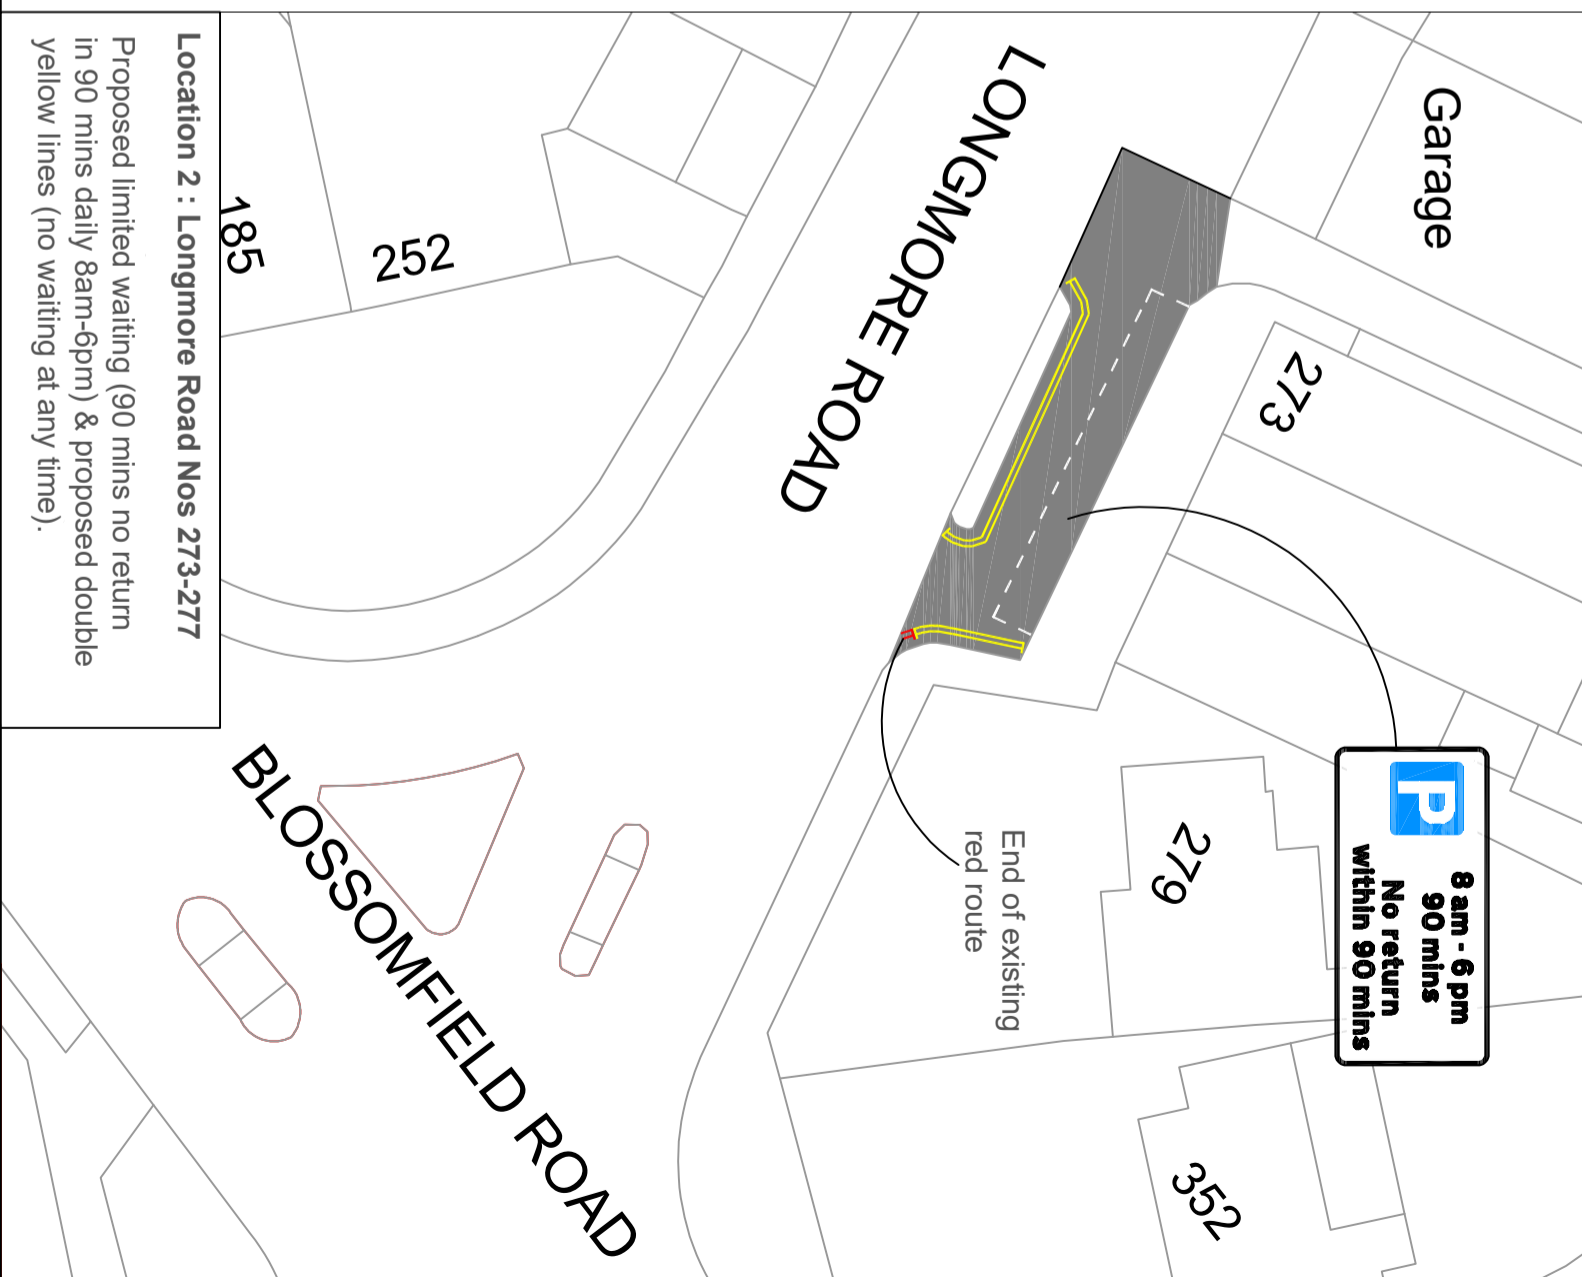 Location 2 : Longmore Road Nos 273-277
Proposed limited waiting (90 mins no return
in 90 mins daily 8am-6pm) & proposed double
yellow lines (no waiting at any time).
Garage
LONGMORE ROAD
273
252
185
P
8 am - 6 pm
90 mins
No return
within 90 mins
279
End of existing
red route
BLOSSOMFIELD ROAD
352